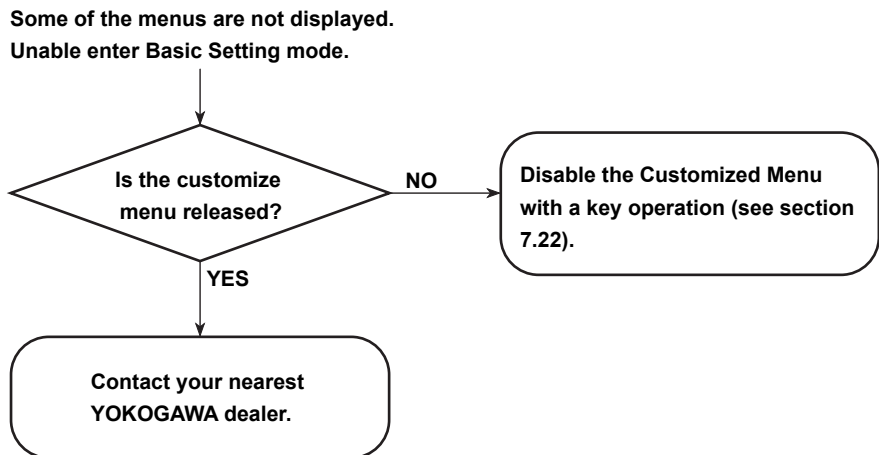 Some of the menus are not displayed.
Unable enter Basic Setting mode.
Is the customize
menu released?
NO
Disable the Customized Menu
with a key operation (see section
7.22).
YES
Contact your nearest
YOKOGAWA dealer.